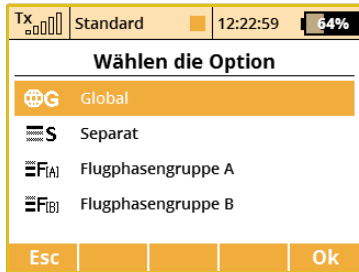 Tx Standard 12:22:59 64%
Wählen die Option
G Global
S Separat
F[A] Flugphasengruppe A
F[B] Flugphasengruppe B
Esc Ok